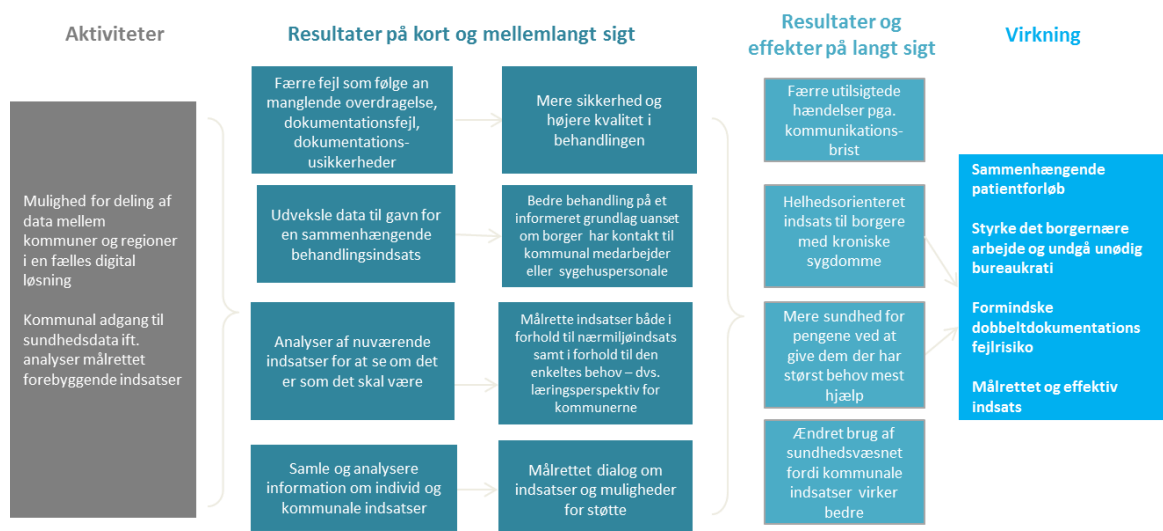 Aktiviteter
Resultater på kort og mellemlangt sigt
Resultater og
effekter på langt sigt
Virkning
Mulighed for deling af
data mellem
kommuner og regioner
i en fælles digital
løsning
Kommunal adgang til
sundhedsdata ift.
analyser målrettet
forebyggende indsatser
Færre fejl som følge an
manglende overdragelse,
dokumentationsfejl,
dokumentations-
usikkerheder
Mere sikkerhed og
højere kvalitet i
behandlingen
Udveksle data til gavn for
en sammenhængende
behandlingsindsats
Bedre behandling på et
informeret grundlag uanset
om borger har kontakt til
kommunal medarbejder
eller sygehuspersonale
Analyser af nuværende
indsatser for at se om det
er som det skal være
Målrette indsatser både i
forhold til nærmiljøindsats
samt i forhold til den
enkeltes behov – dvs.
læringsperspektiv for
kommunerne
Samle og analysere
information om individ og
kommunale indsatser
Målrettet dialog om
indsatser og muligheder
for støtte
Færre utilsigtede
hændelser pga.
kommunikations-
brist
Helhedsorienteret
indsats til borgere
med kroniske
sygdomme
Mere sundhed for
pengene ved at
give dem der har
størst behov mest
hjælp
Ændret brug af
sundhedsvæsnet
fordi kommunale
indsatser virker
bedre
Sammenhængende
patientforløb
Styrke det borgernære
arbejde og undgå unødig
bureaukrati
Formindske
dobbeltdokumentations
fejlrisiko
Målrettet og effektiv
indsats